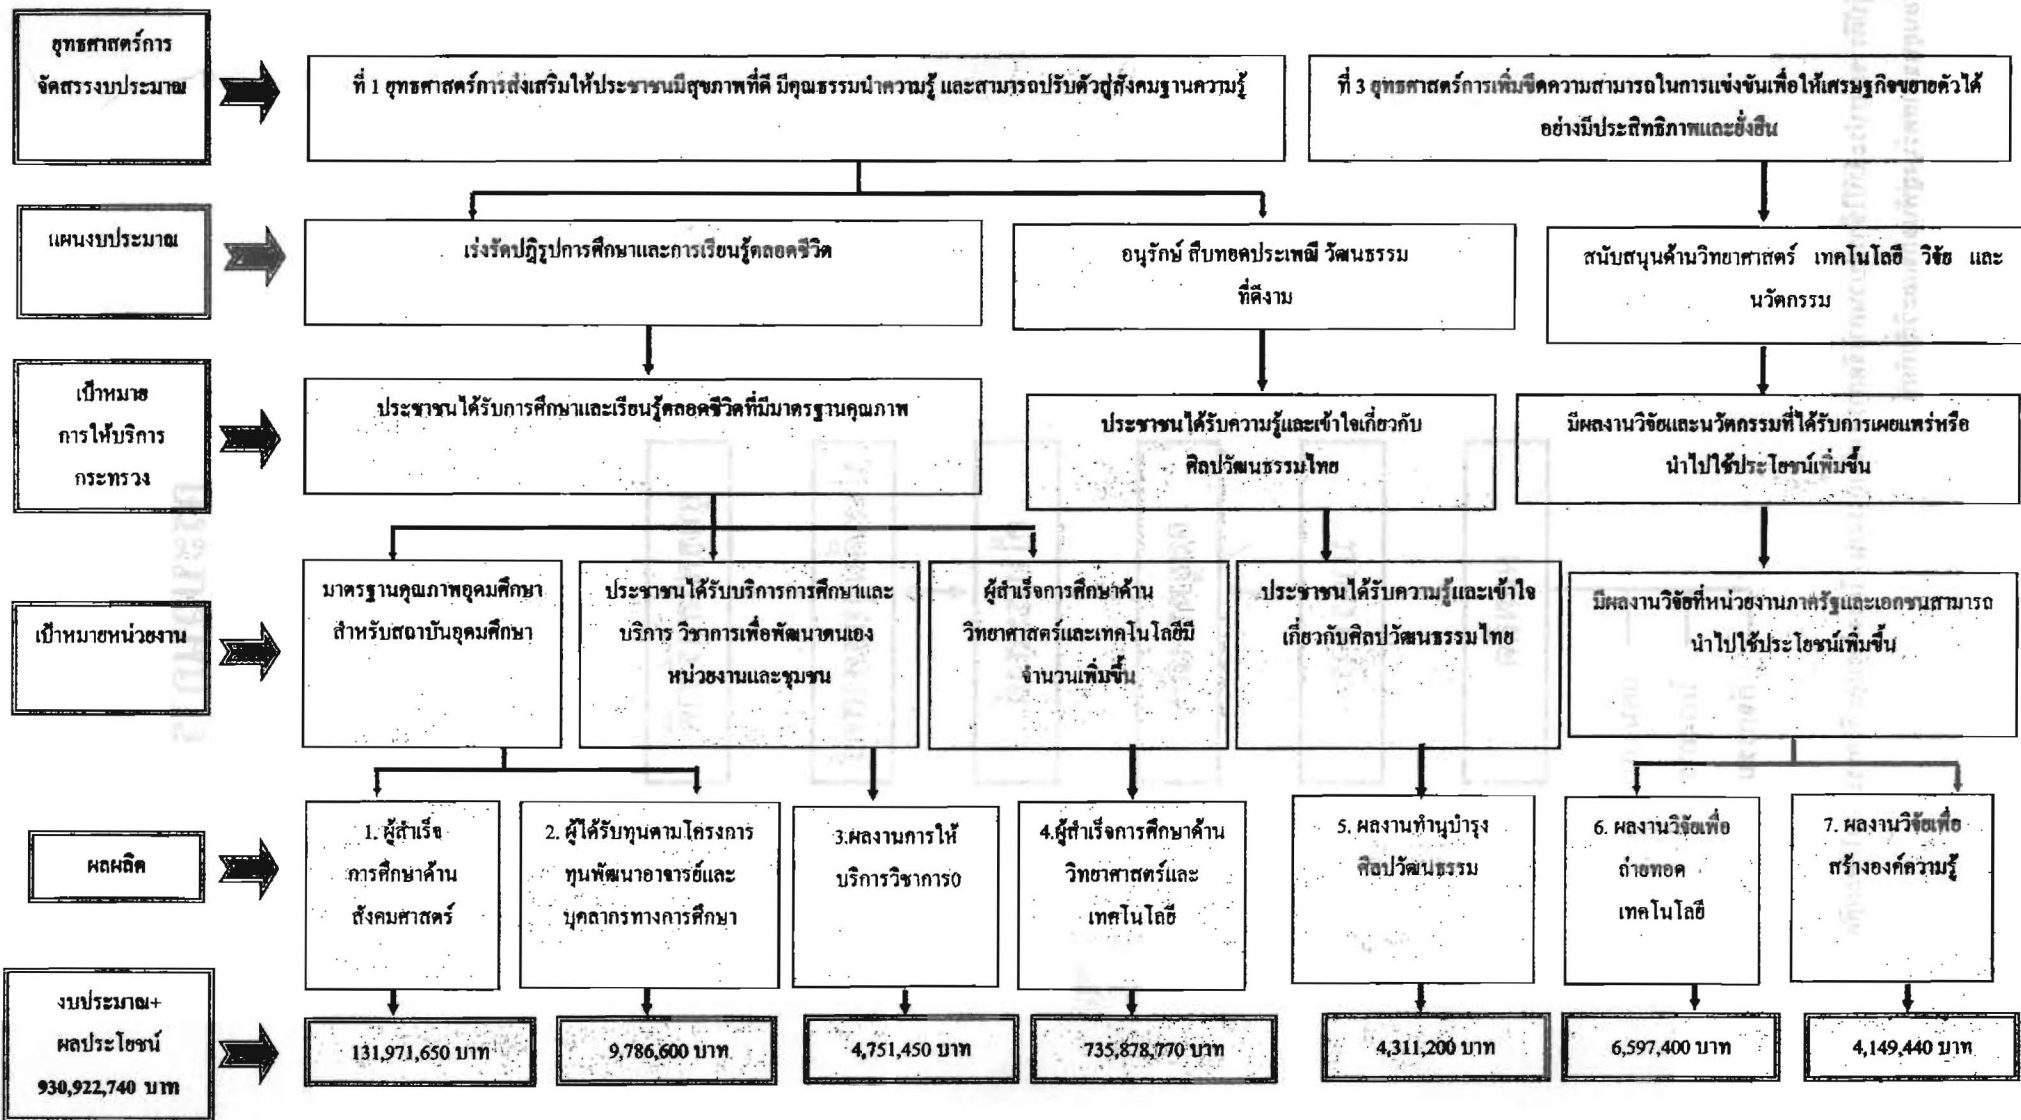 ยุทธศาสตร์การ
จัดสรรงบประมาณ
ที่ 1 ยุทธศาสตร์การส่งเสริมให้ประชาชนมีสุขภาพที่ดี มีคุณธรรมนำความรู้ และสามารถปรับตัวสู่สังคมฐานความรู้
ที่ 3 ยุทธศาสตร์การเพิ่มขีดความสามารถในการแข่งขันเพื่อให้เศรษฐกิจขยายตัวได้
อย่างมีประสิทธิภาพและยั่งยืน
แผนงบประมาณ
เร่งรัดปฎิรูปการศึกษาและการเรียนรู้ตลอดชีวิต
อนุรักษ์ สืบทอดประเพณี วัฒนธรรม
ที่ดีงาม
สนับสนุนด้านวิทยาศาสตร์ เทคโนโลยี วิจัย และ
นวัตกรรม
เป้าหมาย
การให้บริการ
กระทรวง
ประชาชนได้รับการศึกษาและเรียนรู้ตลอดชีวิตที่มีมาตรฐานคุณภาพ
ประชาชนได้รับความรู้และเข้าใจเกี่ยวกับ
ศิลปวัฒนธรรมไทย
มีผลงานวิจัยและนวัตกรรมที่ได้รับการเผยแพร่หรือ
นำไปใช้ประโยชน์เพิ่มขึ้น
เป้าหมายหน่วยงาน
มาตรฐานคุณภาพอุดมศึกษา
สำหรับสถาบันอุดมศึกษา
ประชาชนได้รับบริการการศึกษาและ
บริการ วิชาการเพื่อพัฒนาตนเอง
หน่วยงานและชุมชน
ผู้สำเร็จการศึกษาด้าน
วิทยาศาสตร์และเทคโนโลยีมี
จำนวนเพิ่มขึ้น
ประชาชนได้รับความรู้และเข้าใจ
เกี่ยวกับศิลปวัฒนธรรมไทย
มีผลงานวิจัยที่หน่วยงานภาครัฐและเอกชนสามารถ
นำไปใช้ประโยชน์เพิ่มขึ้น
ผลผลิต
1. ผู้สำเร็จ
การศึกษาด้าน
สังคมศาสตร์
2. ผู้ได้รับทุนตามโครงการ
ทุนพัฒนาอาจารย์และ
บุคลากรทางการศึกษา
3.ผลงานการให้
บริการวิชาการ0
4.ผู้สำเร็จการศึกษาด้าน
วิทยาศาสตร์และ
เทคโนโลยี
5. ผลงานทำนุบำรุง
ศิลปวัฒนธรรม
6. ผลงานวิจัยเพื่อ
ถ่ายทอด
เทคโนโลยี
7. ผลงานวิจัยเพื่อ
สร้างองค์ความรู้
งบประมาณ+
ผลประโยชน์
930,922,740 บาท
131,971,650 บาท
9,786,600 บาท
4,751,450 บาท
735,878,770 บาท
4,311,200 บาท
6,597,400 บาท
4,149,440 บาท